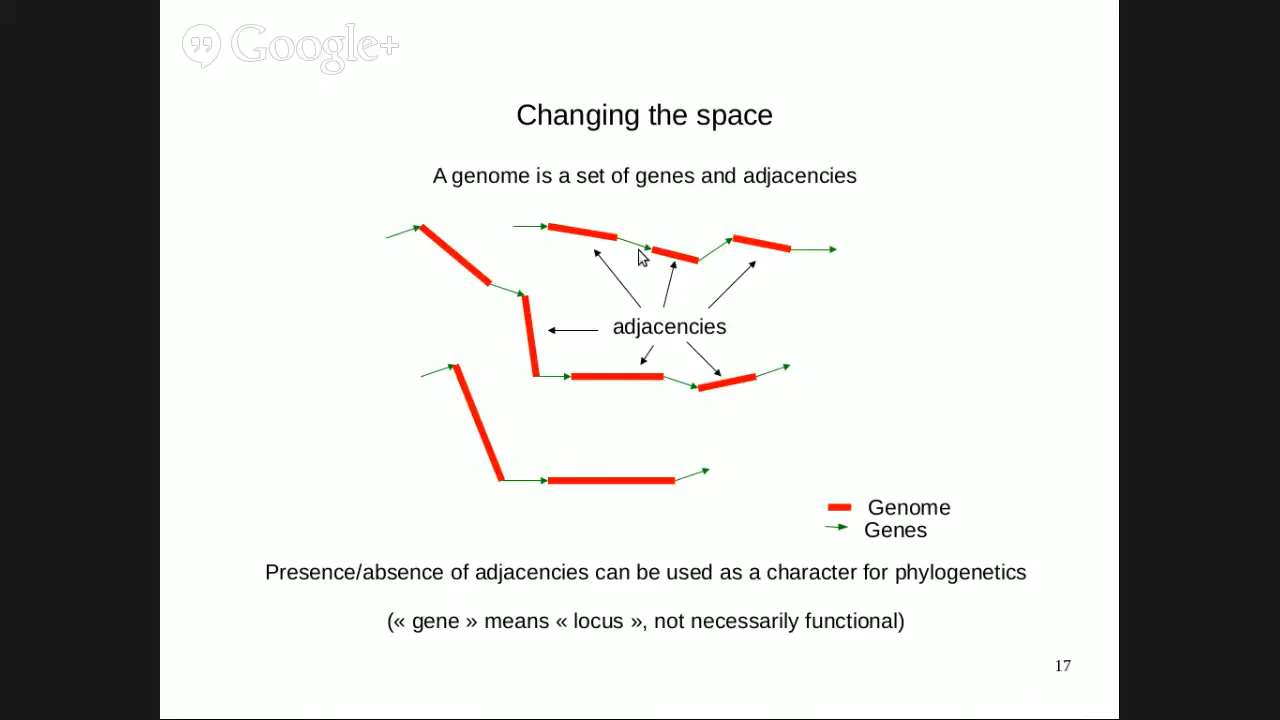 Google+
Changing the space
A genome is a set of genes and adjacencies
adjacencies
Genome
Genes
Presence/absence of adjacencies can be used as a character for phylogenetics
(« gene » means « locus », not necessarily functional)
17